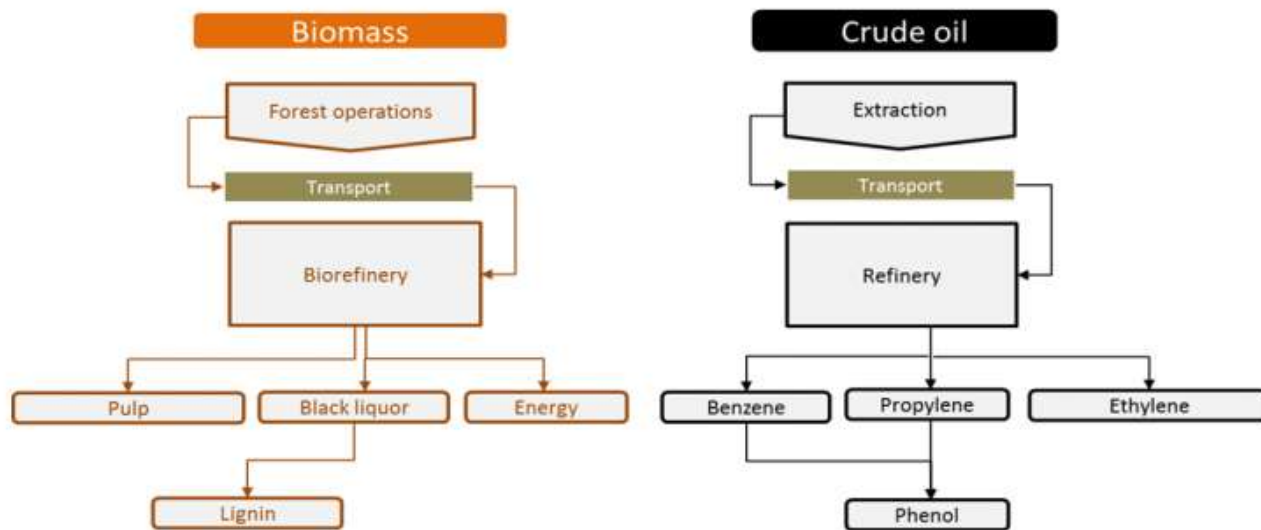 Biomass
Crude oil
Forest operations
Extraction
Transport
Transport
Biorefinery
Refinery
Pulp
Black liquor
Energy
Benzene
Propylene
Ethylene
Lignin
Phenol